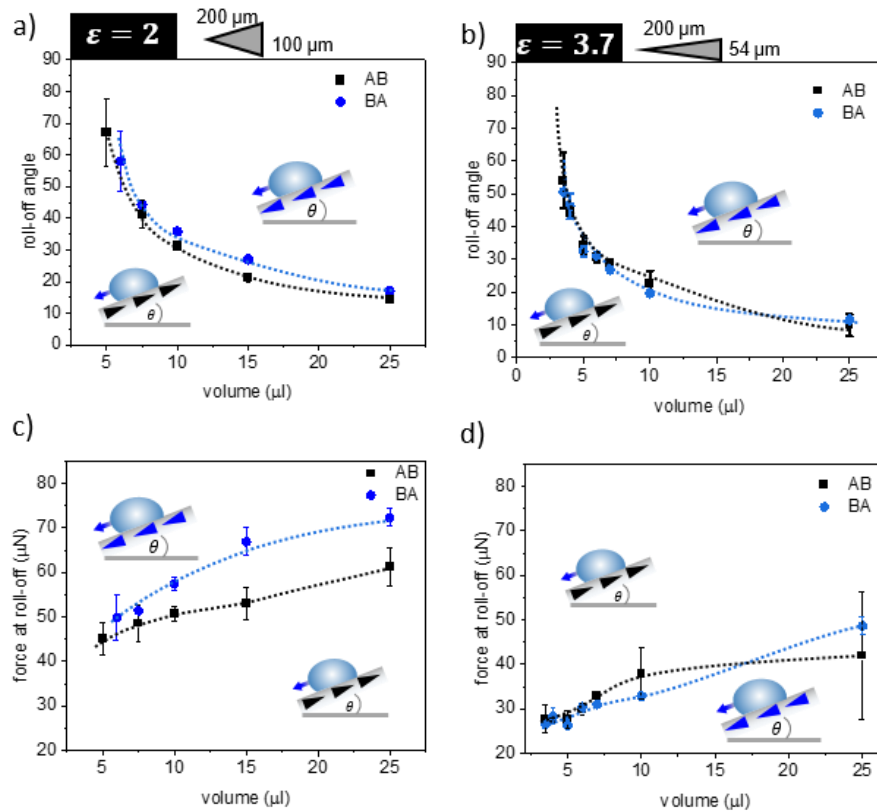 a)
ε = 2
200 μm
100 μm
90
80
70
60
50
40
30
20
10
0
roll-off angle
AB
BA
θ
θ
5
10
15
20
25
volume (μl)
b)
ε = 3.7
200 μm
54 μm
90
80
70
60
50
40
30
20
10
0
roll-off angle
AB
BA
θ
θ
0
5
10
15
20
25
volume (μl)
c)
80
70
60
50
40
30
20
force at roll-off (μN)
AB
BA
θ
θ
5
10
15
20
25
volume (μl)
d)
80
70
60
50
40
30
20
force at roll-off (μN)
AB
BA
θ
θ
5
10
15
20
25
volume (μl)